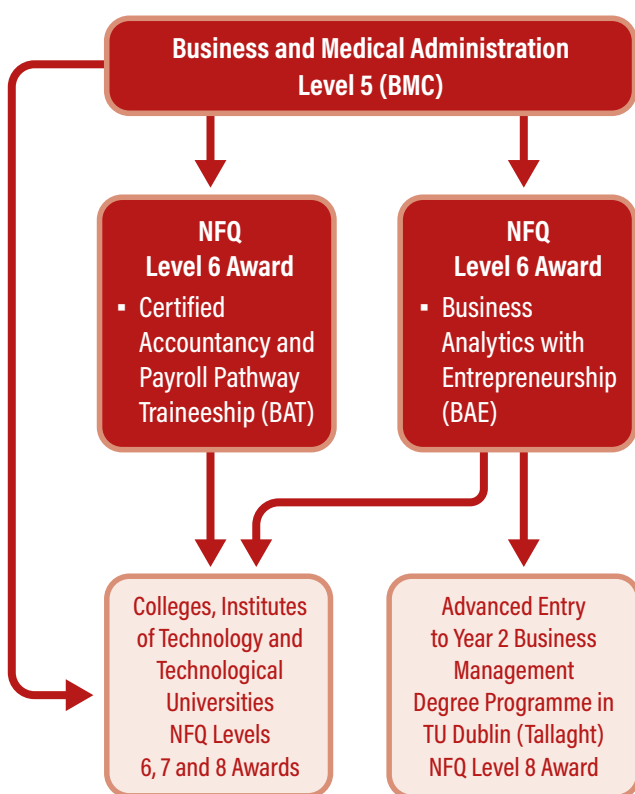 Business and Medical Administration
Level 5 (BMC)
NFQ
Level 6 Award
▪ Certified
Accountancy and
Payroll Pathway
Traineeship (BAT)
NFQ
Level 6 Award
▪ Business
Analytics with
Entrepreneurship
(BAE)
Colleges, Institutes
of Technology and
Technological
Universities
NFQ Levels
6, 7 and 8 Awards
Advanced Entry
to Year 2 Business
Management
Degree Programme in
TU Dublin (Tallaght)
NFQ Level 8 Award